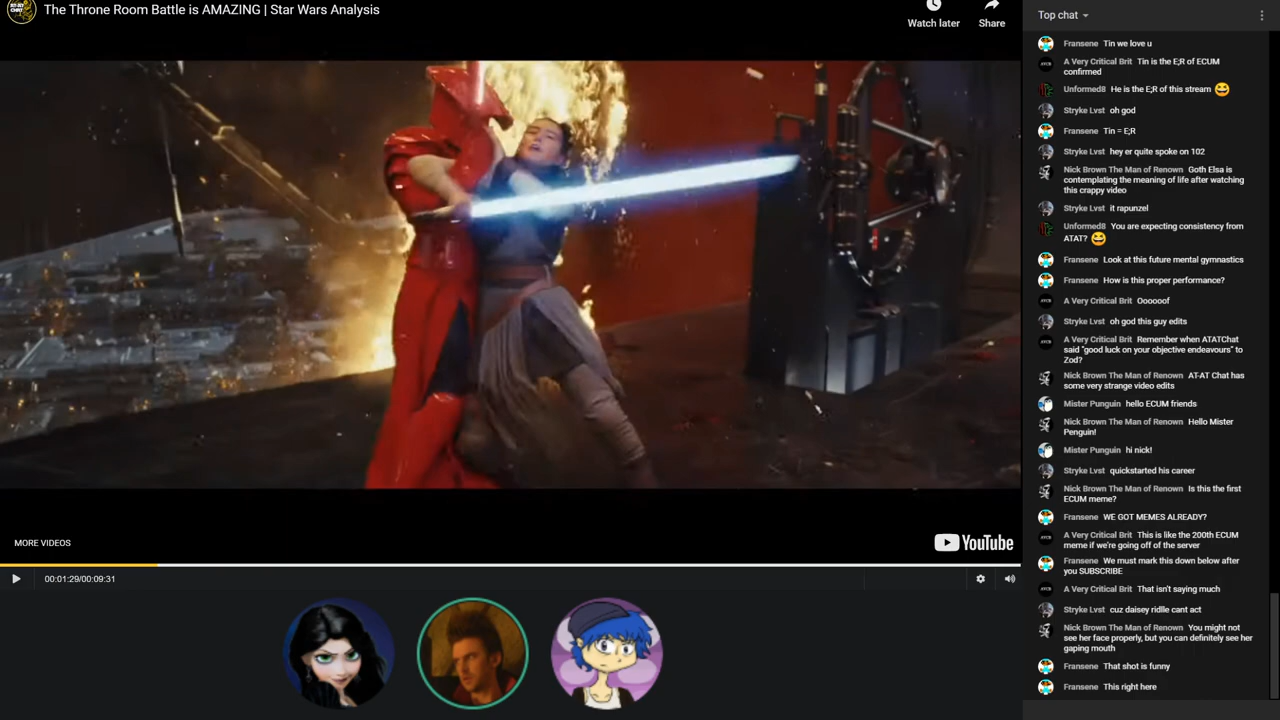 The Throne Room Battle is AMAZING | Star Wars Analysis
Watch later
Share
MORE VIDEOS
YouTube
00:01:29/00:09:31
Top chat
Fransene Tin we love u
A Very Critical Brit Tin is the E;R of ECUM
confirmed
Unformed8 He is the E;R of this stream
Stryke Lvst oh god
Fransene Tin = E;R
Stryke Lvst hey er quite spoke on 102
Nick Brown The Man of Renown Goth Elsa is
contemplating the meaning of life after watching
this crappy video
Stryke Lvst it rapunzel
Unformed8 You are expecting consistency from
ATAT?
Fransene Look at this future mental gymnastics
Fransene How is this proper performance?
A Very Critical Brit Oooooof
Stryke Lvst oh god this guy edits
A Very Critical Brit Remember when ATATChat
said "good luck on your objective endeavours" to
Zod?
Nick Brown The Man of Renown AT-AT Chat has
some very strange video edits
Mister Punguin hello ECUM friends
Nick Brown The Man of Renown Hello Mister
Penguin!
Mister Punguin hi nick!
Stryke Lvst quickstarted his career
Nick Brown The Man of Renown Is this the first
ECUM meme?
Fransene WE GOT MEMES ALREADY?
A Very Critical Brit This is like the 200th ECUM
meme if we're going off of the server
Fransene We must mark this down below after
you SUBSCRIBE
A Very Critical Brit That isn't saying much
Stryke Lvst cuz daisey ridlle cant act
Nick Brown The Man of Renown You might not
see her face properly, but you can definitely see her
gaping mouth
Fransene That shot is funny
Fransene This right here